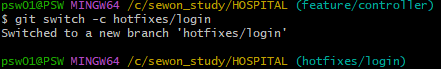 psw01@PSW MINGW64 /c/sewon_study/HOSPITAL (feature/controller)
$ git switch -c hotfixes/login
Switched to a new branch 'hotfixes/login'
psw01@PSW MINGW64 /c/sewon_study/HOSPITAL (hotfixes/login)